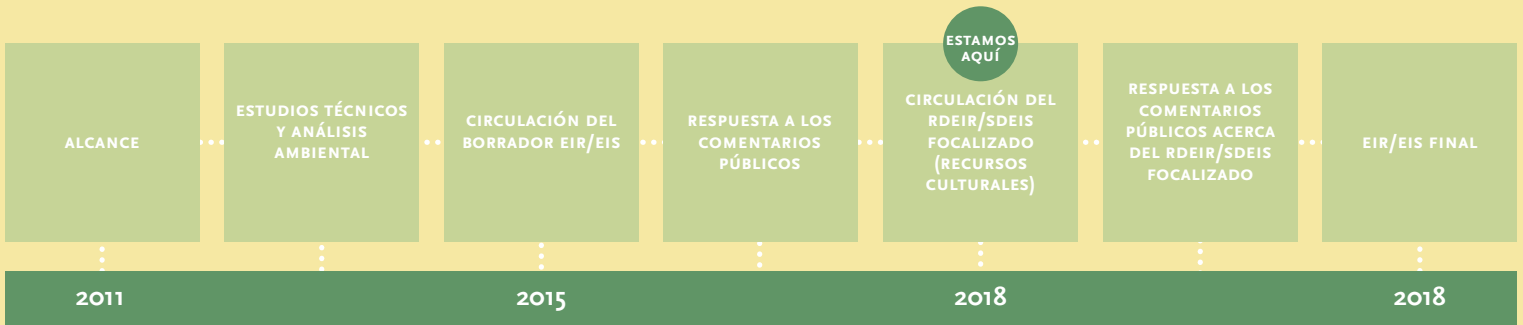 ALCANCE
ESTUDIOS TÉCNICOS
Y ANÁLISIS
AMBIENTAL
CIRCULACIÓN DEL
BORRADOR EIR/EIS
RESPUESTA A LOS
COMENTARIOS
PÚBLICOS
ESTAMOS
AQUÍ
CIRCULACIÓN DEL
RDEIR/SDEIS
FOCALIZADO
(RECURSOS
CULTURALES)
RESPUESTA A LOS
COMENTARIOS
PÚBLICOS ACERCA
DEL RDEIR/SDEIS
FOCALIZADO
EIR/EIS FINAL
2011
2015
2018
2018